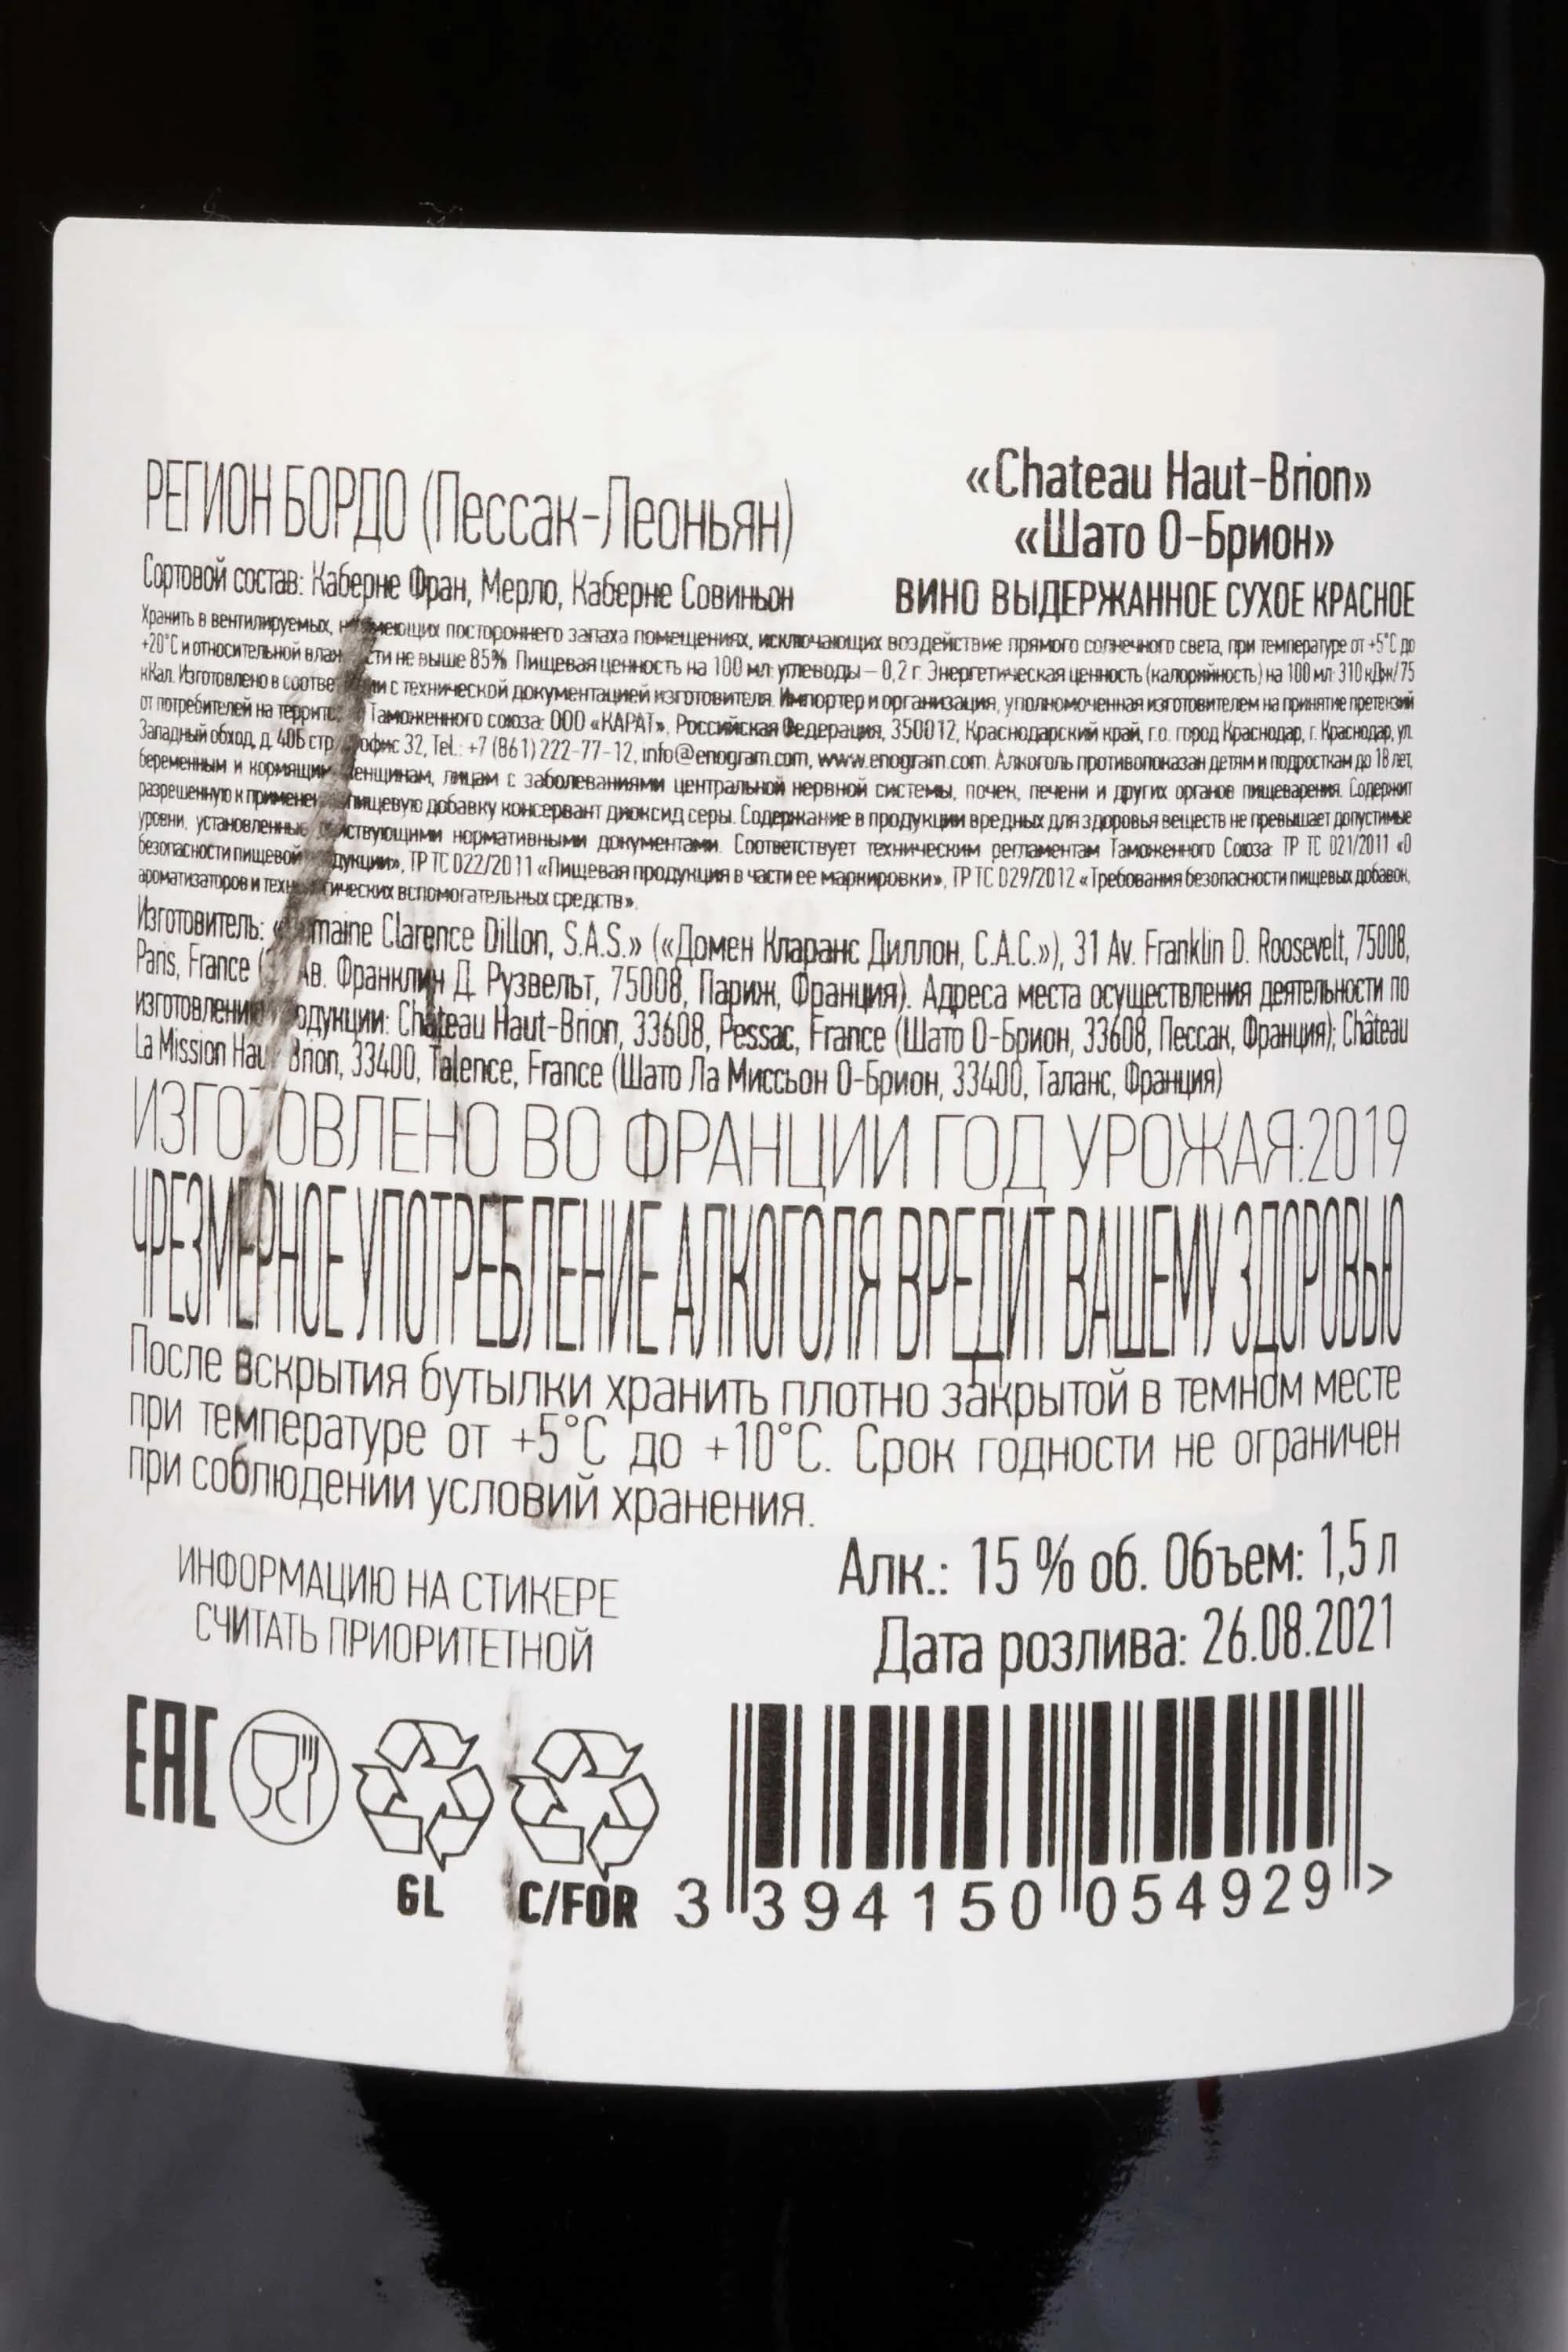 РЕГИОН БОРДО (Пессак-Леоньян)
Сортовой состав: Каберне Фран, Мерло, Каберне Совиньон
«Chateau Haut-Brion»
«Шато О-Брион»
ВИНО ВЫДЕРЖАННОЕ СУХОЕ КРАСНОЕ
Хранить в вентилируемых, не имеющих постороннего запаха помещениях, исключающих воздействие прямого солнечного света, при температуре от +5°С до
+20°С и относительной влажности не выше 85%. Пищевая ценность на 100 мл: углеводы – 0,2 г. Энергетическая ценность (калорийность) на 100 мл: 310 кДж/75
кКал. Изготовлено в соответствии с технической документацией изготовителя. Импортер и организация, уполномоченная изготовителем на принятие претензий
от потребителей на территории Таможенного союза: ООО «КАРАТ», Российская Федерация, 350012, Краснодарский край, г.о. город Краснодар, г. Краснодар, ул.
Западный обход, д. 40Б стр. офис 32, Tel.: +7 (861) 222-77-12, info@enogram.com, www.enogram.com. Алкоголь противопоказан детям и подросткам до 18 лет,
беременным и кормящим женщинам, лицам с заболеваниями центральной нервной системы, почек, печени и других органов пищеварения. Содержит
разрешенную к применению пищевую добавку консервант диоксид серы. Содержание в продукции вредных для здоровья веществ не превышает допустимые
уровни, установленные действующими нормативными документами. Соответствует техническим регламентам Таможенного Союза: ТР ТС 021/2011 «О
безопасности пищевой продукции», ТР ТС 022/2011 «Пищевая продукция в части ее маркировки», ТР ТС 029/2012 «Требования безопасности пищевых добавок,
ароматизаторов и технологических вспомогательных средств».
Изготовитель: «Domaine Clarence Dillon, S.A.S.» («Домен Кларанс Диллон, С.А.С.»), 31 Av. Franklin D. Roosevelt, 75008,
Paris, France (31 Ав. Франклин Д. Рузвельт, 75008, Париж, Франция). Адреса места осуществления деятельности по
изготовлению продукции: Chateau Haut-Brion, 33608, Pessac, France (Шато О-Брион, 33608, Пессак, Франция); Château
La Mission Haut-Brion, 33400, Talence, France (Шато Ла Миссьон О-Брион, 33400, Таланс, Франция)
ИЗГОТОВЛЕНО ВО ФРАНЦИИ ГОД УРОЖАЯ:2019
ЧРЕЗМЕРНОЕ УПОТРЕБЛЕНИЕ АЛКОГОЛЯ ВРЕДИТ ВАШЕМУ ЗДОРОВЬЮ
После вскрытия бутылки хранить плотно закрытой в темном месте
при температуре от +5°С до +10°С. Срок годности не ограничен
при соблюдении условий хранения.
ИНФОРМАЦИЮ НА СТИКЕРЕ
СЧИТАТЬ ПРИОРИТЕТНОЙ
Алк.: 15 % об. Объем: 1,5 л
Дата розлива: 26.08.2021
EAC
GL
C/FOR
3 394150 054929 >